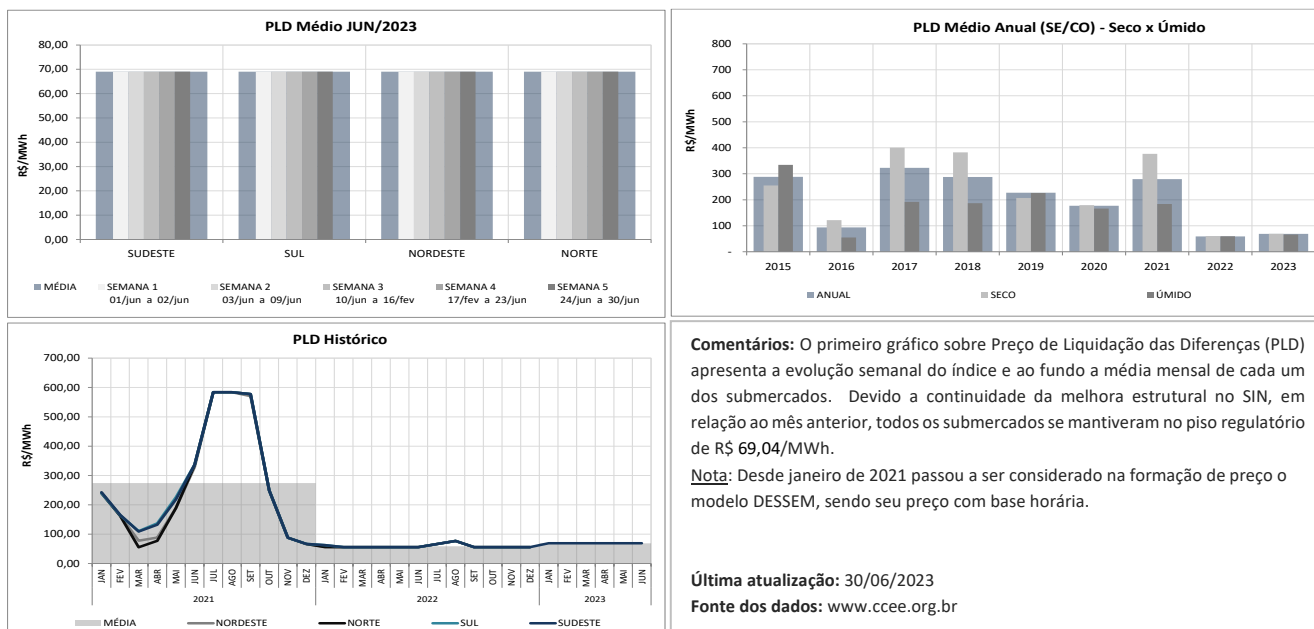 PLD Médio JUN/2023
R$/MWh
80,00
70,00
60,00
50,00
40,00
30,00
20,00
10,00
0,00
SUDESTE SUL NORDESTE NORTE
MÉDIA SEMANA 1 SEMANA 2 SEMANA 3 SEMANA 4 SEMANA 5
01/jun a 02/jun 03/jun a 09/jun 10/jun a 16/fev 17/fev a 23/jun 24/jun a 30/jun
PLD Médio Anual (SE/CO) - Seco x Úmido
R$/MWh
800
700
600
500
400
300
200
100
-
2015 2016 2017 2018 2019 2020 2021 2022 2023
ANUAL SECO ÚMIDO
PLD Histórico
R$/MWh
700,00
600,00
500,00
400,00
300,00
200,00
100,00
0,00
JAN FEV MAR ABR MAI JUN JUL AGO SET OUT NOV DEZ JAN FEV MAR ABR MAI JUN JUL AGO SET OUT NOV DEZ JAN FEV MAR ABR MAI JUN
2021 2022 2023
MÉDIA NORDESTE NORTE SUL SUDESTE
Comentários: O primeiro gráfico sobre Preço de Liquidação das Diferenças (PLD)
apresenta a evolução semanal do índice e ao fundo a média mensal de cada um
dos submercados. Devido a continuidade da melhora estrutural no SIN, em
relação ao mês anterior, todos os submercados se mantiveram no piso regulatório
de R$ 69,04/MWh.
Nota: Desde janeiro de 2021 passou a ser considerado na formação de preço o
modelo DESSEM, sendo seu preço com base horária.
Última atualização: 30/06/2023
Fonte dos dados: www.ccee.org.br